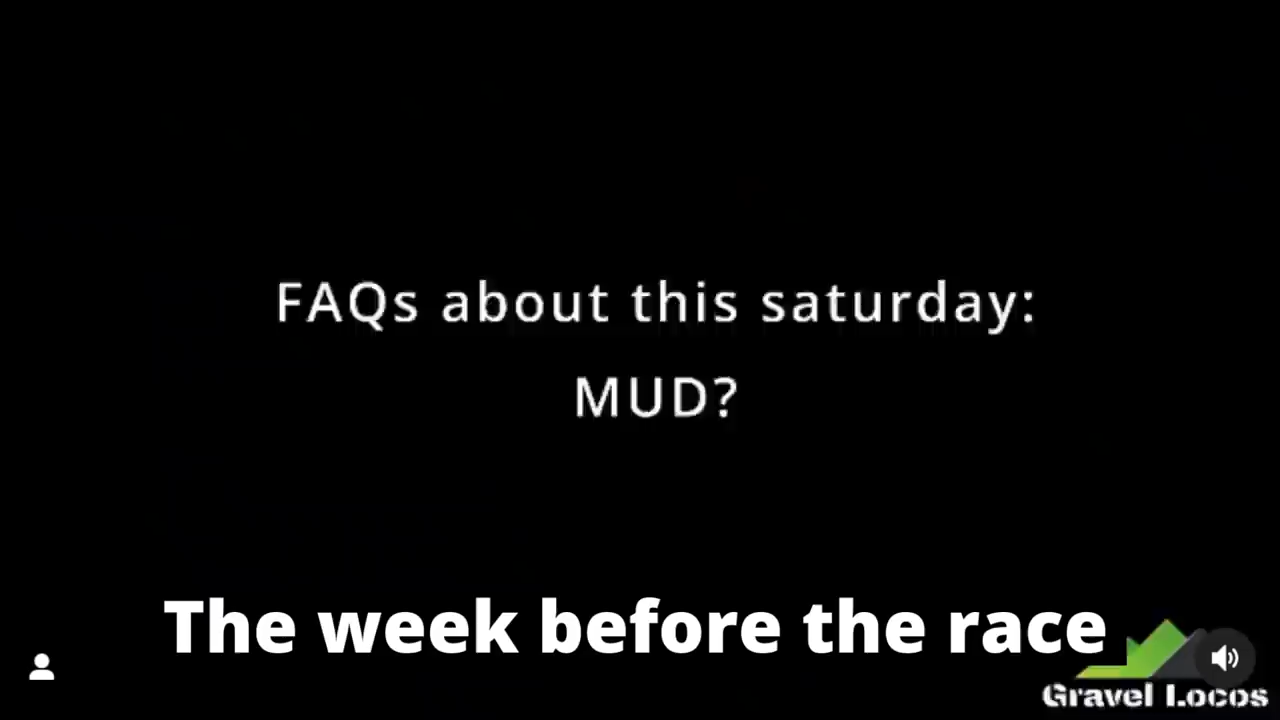 FAQs about this saturday:
MUD?
The week before the race
Gravel Locos